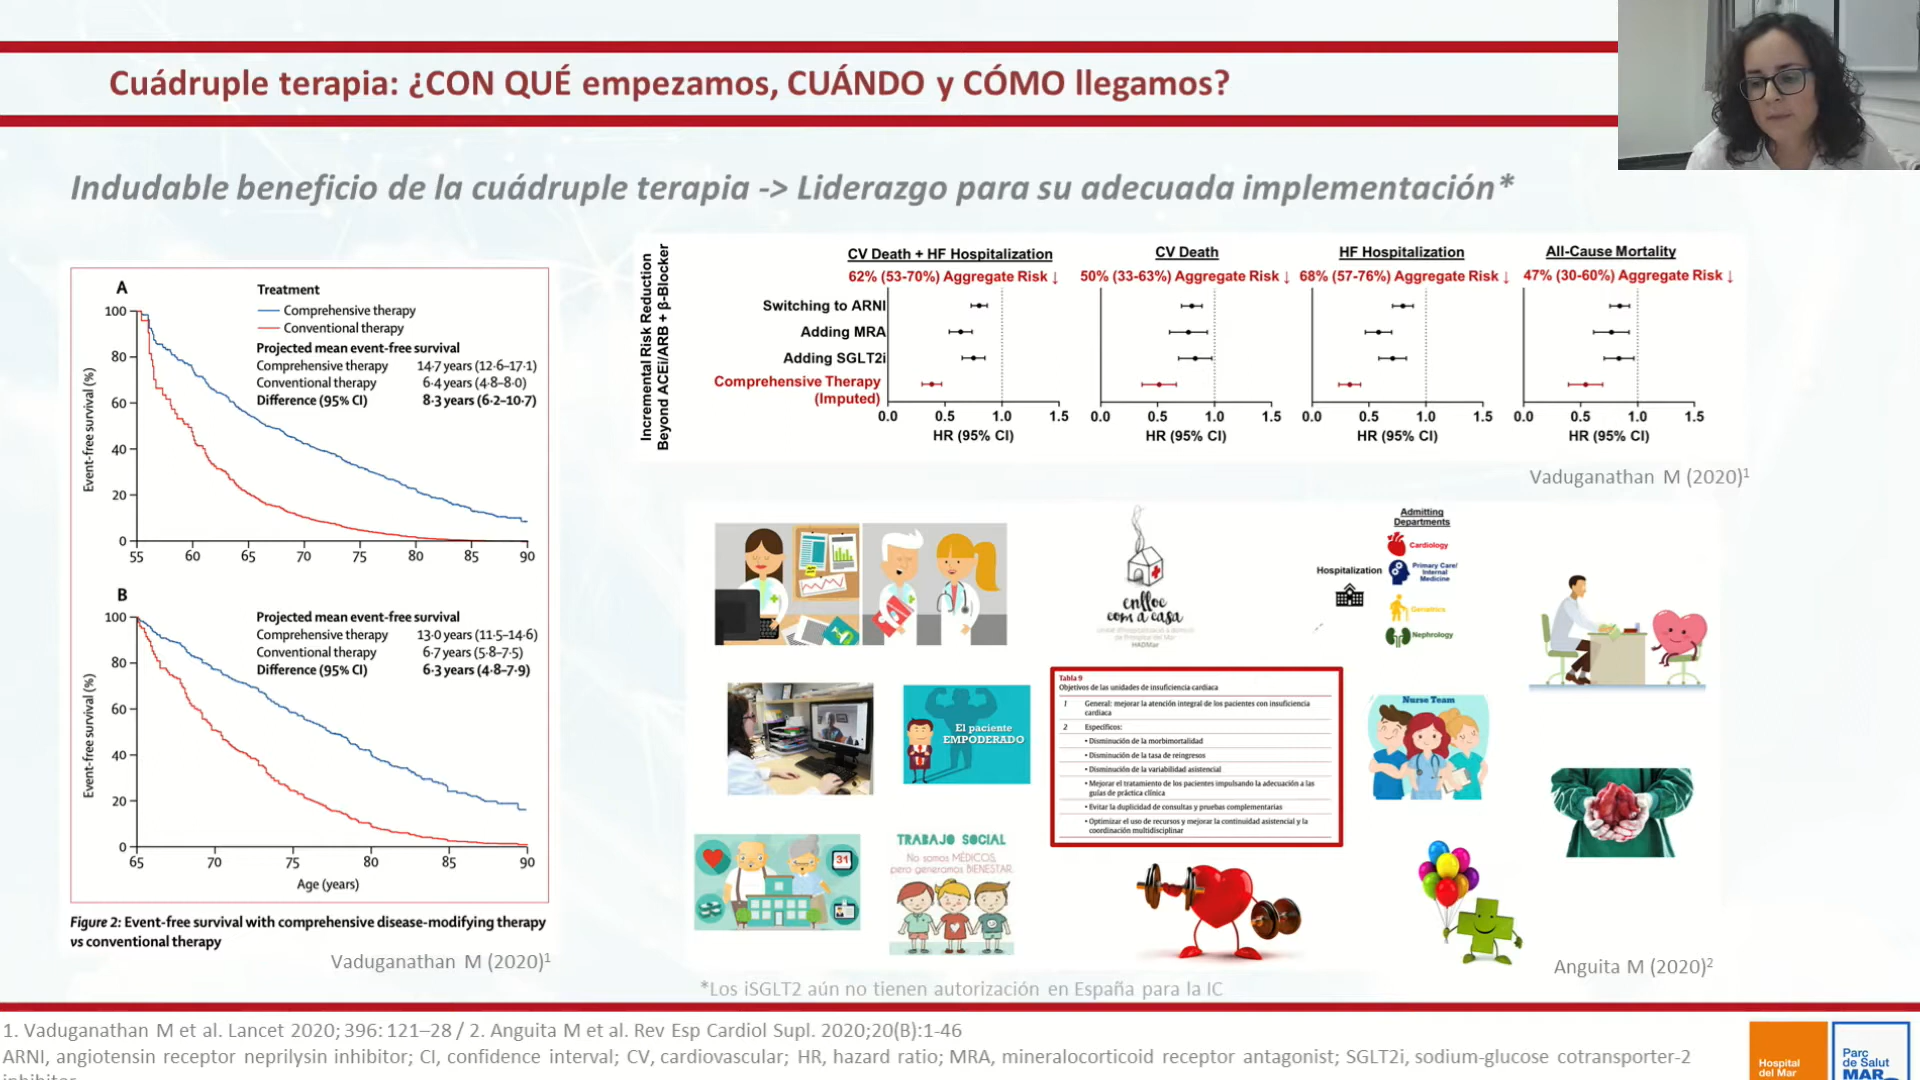 Cuádruple terapia: ¿CON QUÉ empezamos, CUÁNDO y CÓMO llegamos?
Indudable beneficio de la cuádruple terapia -> Liderazgo para su adecuada implementación*
A
Treatment
Comprehensive therapy
Conventional therapy
Projected mean event-free survival
Comprehensive therapy 14·7 years (12·6–17·1)
Conventional therapy 6·4 years (4·8–8·0)
Difference (95% CI) 8·3 years (6·2–10·7)
Event-free survival (%)
100
80
60
40
20
0
55 60 65 70 75 80 85 90
B
Projected mean event-free survival
Comprehensive therapy 13·0 years (11·5–14·6)
Conventional therapy 6·7 years (5·8–7·5)
Difference (95% CI) 6·3 years (4·8–7·9)
Event-free survival (%)
100
80
60
40
20
0
65 70 75 80 85 90
Age (years)
Figure 2: Event-free survival with comprehensive disease-modifying therapy
vs conventional therapy
Vaduganathan M (2020)1
Incremental Risk Reduction
Beyond ACEi/ARB + β-Blocker
CV Death + HF Hospitalization CV Death HF Hospitalization All-Cause Mortality
62% (53-70%) Aggregate Risk ↓ 50% (33-63%) Aggregate Risk ↓ 68% (57-76%) Aggregate Risk ↓ 47% (30-60%) Aggregate Risk ↓
Switching to ARNI
Adding MRA
Adding SGLT2i
Comprehensive Therapy
(Imputed)
0.0 0.5 1.0 1.5 0.0 0.5 1.0 1.5 0.0 0.5 1.0 1.5 0.0 0.5 1.0 1.5
HR (95% CI) HR (95% CI) HR (95% CI) HR (95% CI)
Vaduganathan M (2020)1
enlloc
com a casa
HADMar
Admitting
Departments
Cardiology
Hospitalization
Primary Care/
Internal
Medicine
Geriatrics
Nephrology
El paciente
EMPODERADO
Tabla 9
Objetivos de las unidades de insuficiencia cardiaca
1 General: mejorar la atención integral de los pacientes con insuficiencia
cardiaca
2 Específicos:
• Disminución de la morbimortalidad
• Disminución de la tasa de reingresos
• Disminución de la variabilidad asistencial
• Mejorar el tratamiento de los pacientes impulsando la adecuación a las
guías de práctica clínica
• Evitar la duplicidad de consultas y pruebas complementarias
• Optimizar el uso de recursos y mejorar la continuidad asistencial y la
coordinación multidisciplinar
Nurse Team
31
TRABAJO SOCIAL
No somos MÉDICOS,
pero generamos BIENESTAR.
Anguita M (2020)2
*Los iSGLT2 aún no tienen autorización en España para la IC
1. Vaduganathan M et al. Lancet 2020; 396: 121–28 / 2. Anguita M et al. Rev Esp Cardiol Supl. 2020;20(B):1-46
ARNI, angiotensin receptor neprilysin inhibitor; CI, confidence interval; CV, cardiovascular; HR, hazard ratio; MRA, mineralocorticoid receptor antagonist; SGLT2i, sodium-glucose cotransporter-2
Hospital
del Mar
Parc
de Salut
MAR